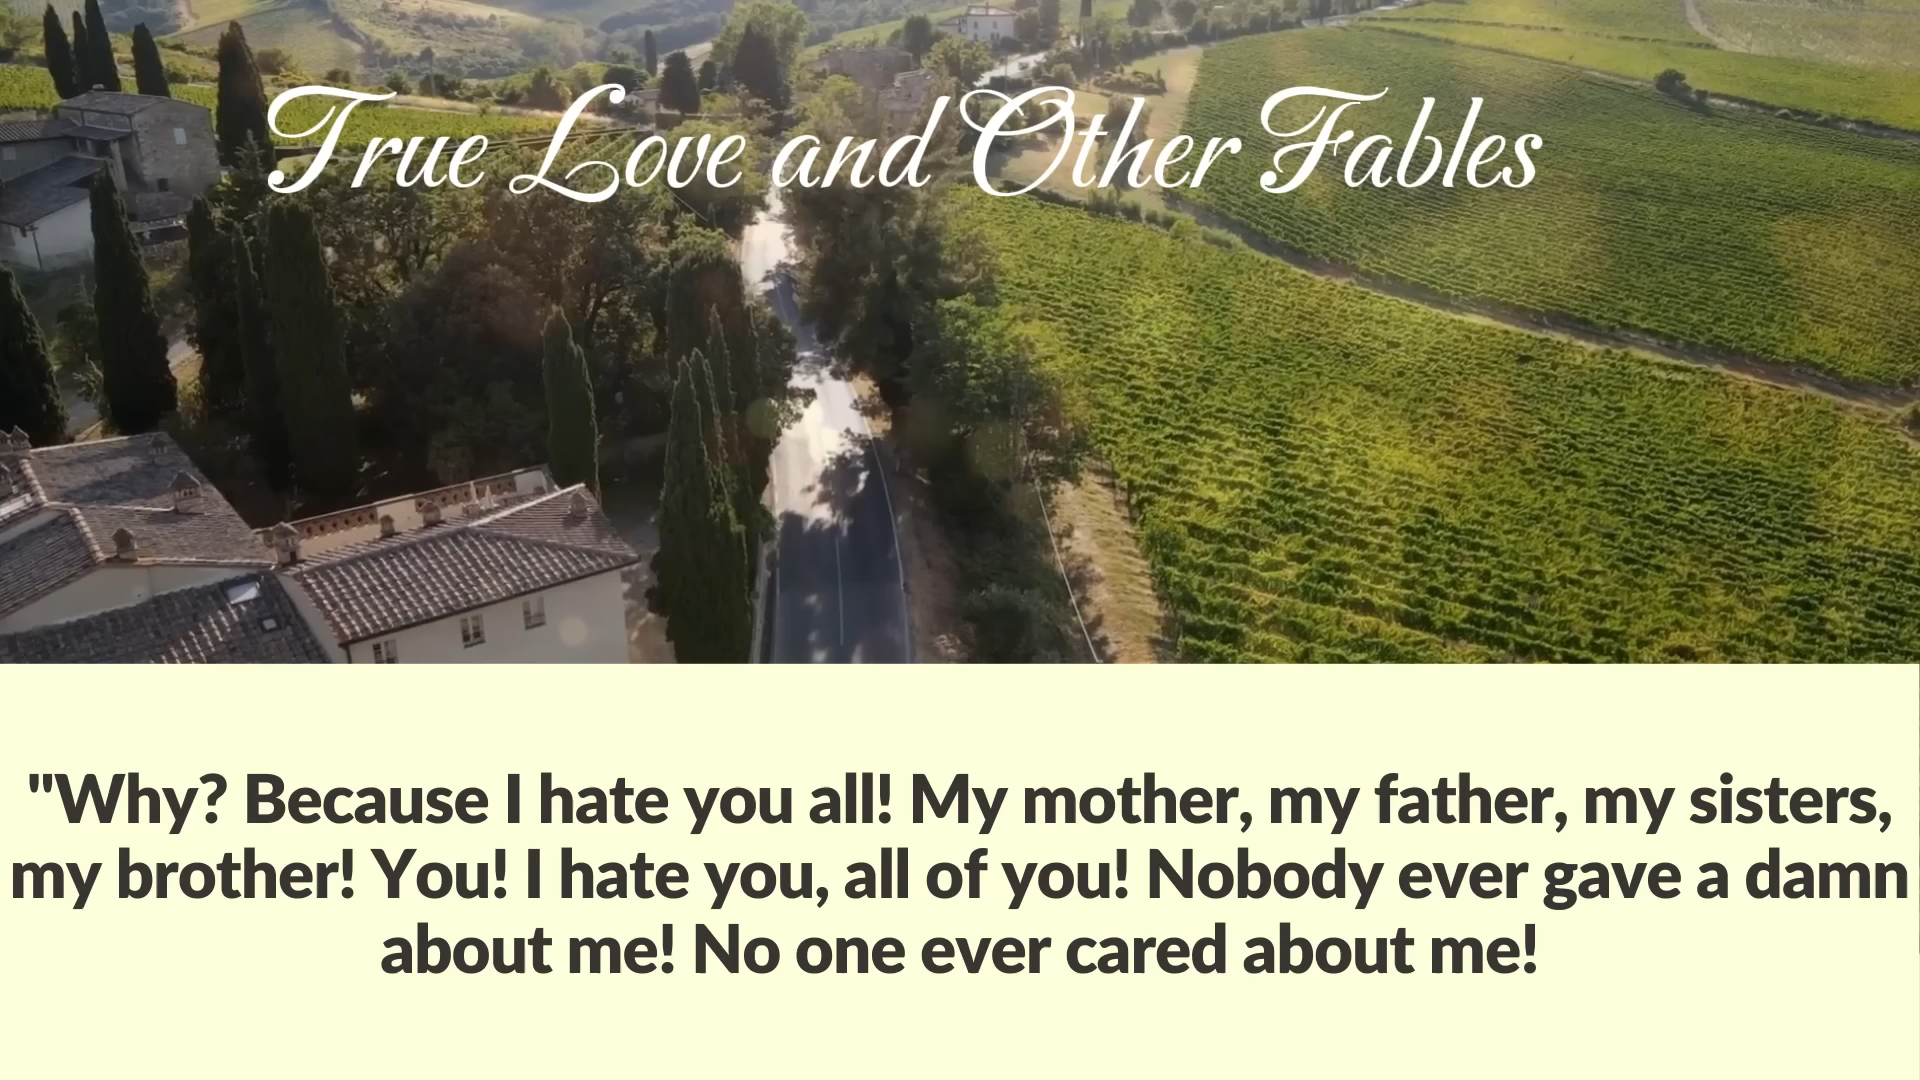 True Love and Other Fables
"Why? Because I hate you all! My mother, my father, my sisters,
my brother! You! I hate you, all of you! Nobody ever gave a damn
about me! No one ever cared about me!